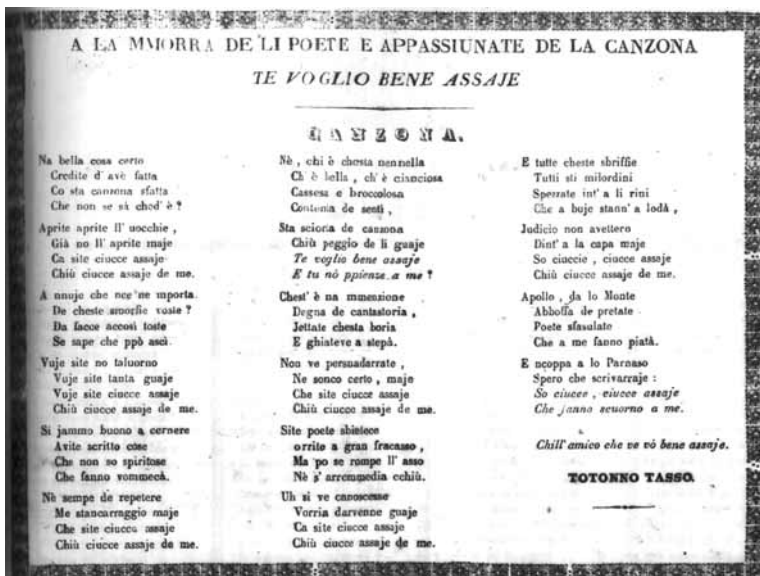 A LA MMORRA DE LI POETE E APPASSIUNATE DE LA CANZONA
TE VOGLIO BENE ASSAJE
CANZONA.
Na bella cosa certo
Credite d' avè fatta
Co sta canzona sfatta
Che non se sà ched' è ?
Aprite aprite ll' uocchie ,
Già no ll' aprite maje
Ca site ciucce assaje
Chiù ciucce assaje de me.
A nnuje che nce 'ne mporta.
De cheste smorfie voste ?
Da facce accossì toste
Se sape che ppò ascì.
Vuje site no taluorno
Vuje site tanta guaje
Vuje site ciucce assaje
Chiù ciucce assaje de me.
Si jammo buono a cernere
Avite scritto cose
Che non so spiritose
Che fanno vommecà.
Nè sempe de repetere
Me stancarraggio maje
Che site ciucce assaje
Chiù ciucce assaje de me.
Nè , chi è chesta nennella
Ch' è bella , ch' è cianciosa
Cassesa e broccolosa
Contenia de sentì ,
Sta sciorta de canzona
Chiù peggio de li guaje
Te voglio bene assaje
E tu nò ppienze a me ?
Chest' è na mmenzione
Degna de cantastoria ,
Jettate chesta boria
E ghiateve a stepà.
Non ve persuadarrate ,
Ne sonco certo , maje
Che site ciucce assaje
Chiù ciucce assaje de me.
Site poete sbietece
orrite a gran fracasso ,
Ma po se rompe ll' asso
Nè s' arremmedia cchiù.
Uh si ve canoscesse
Vorria darvenne guaje
Ca site ciucce assaje
Chiù ciucce assaje de me.
E tutte cheste sbriffie
Tutti sti milordini
Sperzate int' a li rini
Che a buje stann' a lodà ,
Judicio non avettero
Dint' a la capa maje
So ciuccie , ciucce assaje
Chiù ciucce assaje de me.
Apollo , da lo Monte
Abboffa de pretate
Poete sfasulate
Che a me fanno piatà.
E ncoppa a lo Parnaso
Spero che scrivarraje :
So ciucce , ciucce assaje
Che fanno scuorno a me.
Chill' amico che ve vò bene assaje.
TOTONNO TASSO.